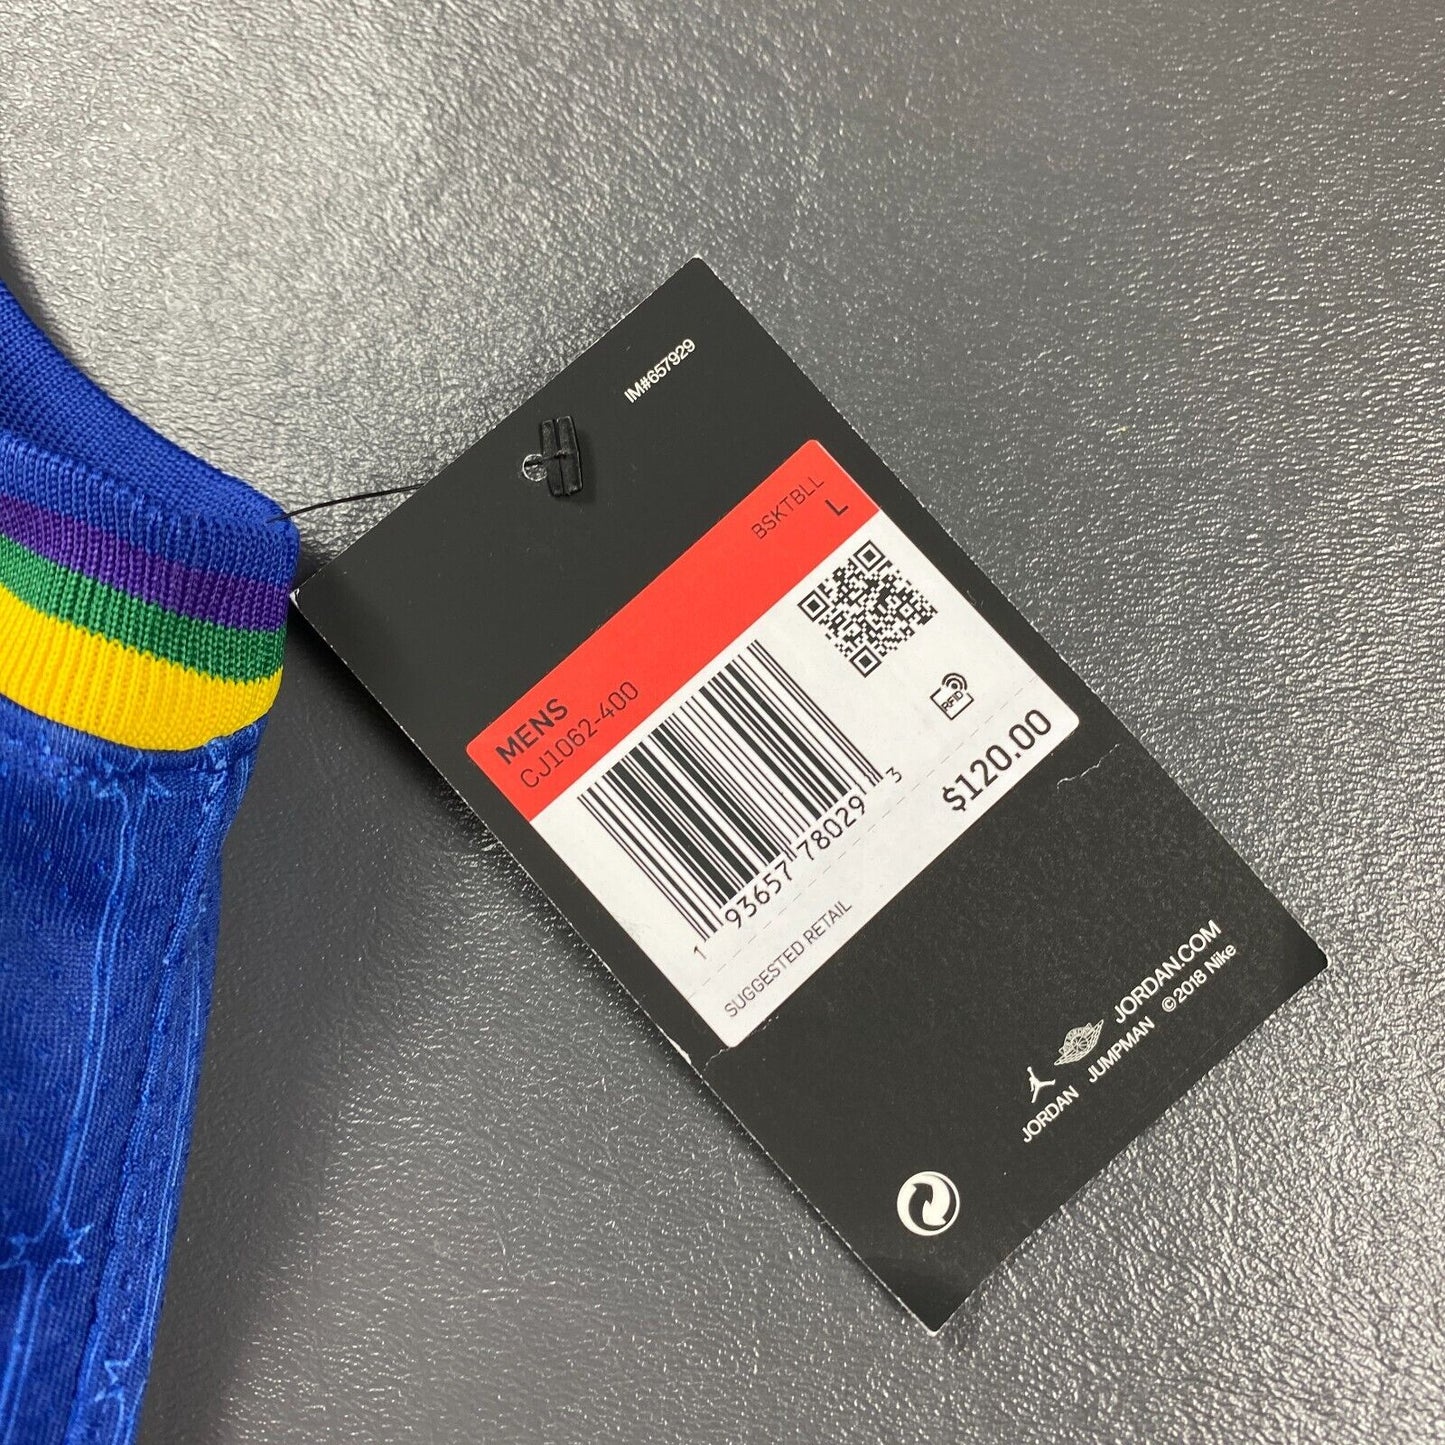 IM#657929
BSKTBLL
L
MENS
CJ1062-400
RFID
1 93657 78029 3
$120.00
SUGGESTED RETAIL
JORDAN.COM
JORDAN JUMPMAN ©2018 Nike